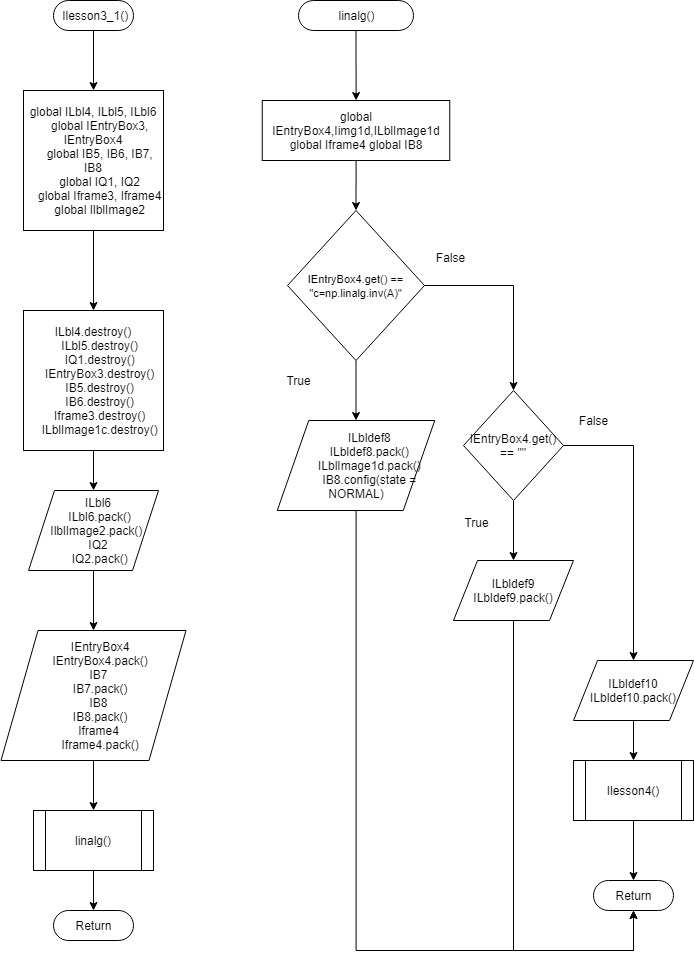 llesson3_1()
global lLbl4, lLbl5, lLbl6
global lEntryBox3,
lEntryBox4
global lB5, lB6, lB7,
lB8
global lQ1, lQ2
global lframe3, lframe4
global llblImage2
lLbl4.destroy()
lLbl5.destroy()
lQ1.destroy()
lEntryBox3.destroy()
lB5.destroy()
lB6.destroy()
lframe3.destroy()
lLblImage1c.destroy()
lLbl6
lLbl6.pack()
llblImage2.pack()
lQ2
lQ2.pack()
lEntryBox4
lEntryBox4.pack()
lB7
lB7.pack()
lB8
lB8.pack()
lframe4
lframe4.pack()
linalg()
Return
linalg()
global
lEntryBox4,limg1d,lLblImage1d
global lframe4 global lB8
lEntryBox4.get() ==
"c=np.linalg.inv(A)"
False
True
lLbldef8
lLbldef8.pack()
lLblImage1d.pack()
lB8.config(state =
NORMAL)
lEntryBox4.get()
== ""
False
True
lLbldef9
lLbldef9.pack()
lLbldef10
lLbldef10.pack()
llesson4()
Return